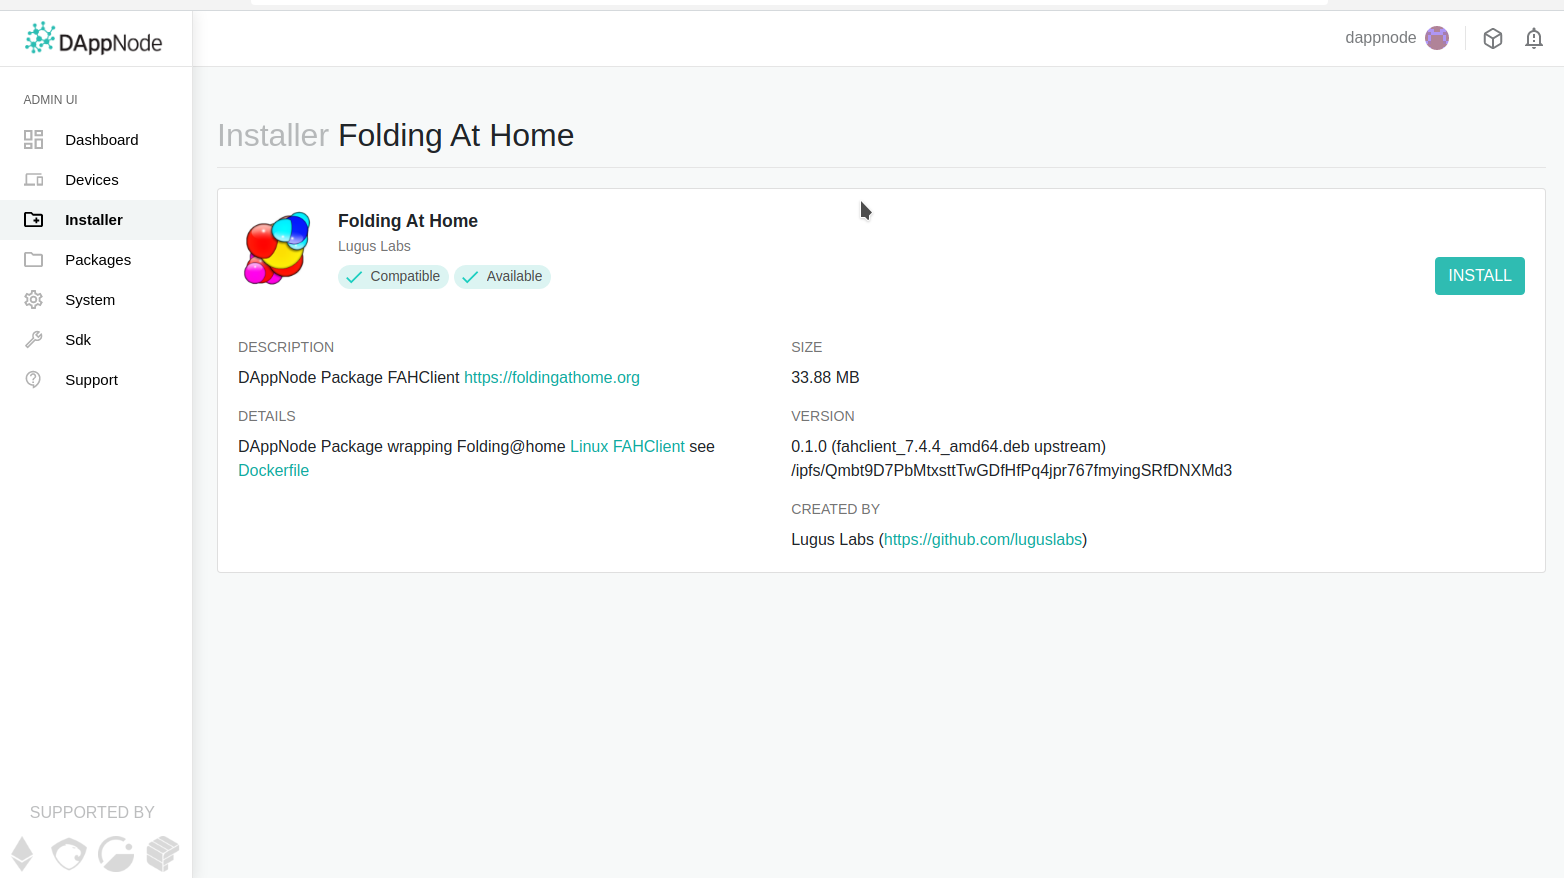 DAppNode
dappnode
ADMIN UI
Dashboard
Devices
Installer
Packages
System
Sdk
Support
SUPPORTED BY
Installer Folding At Home
Folding At Home
Lugus Labs
Compatible
Available
INSTALL
DESCRIPTION
DAppNode Package FAHClient https://foldingathome.org
DETAILS
DAppNode Package wrapping Folding@home Linux FAHClient see
Dockerfile
SIZE
33.88 MB
VERSION
0.1.0 (fahclient_7.4.4_amd64.deb upstream)
/ipfs/Qmbt9D7PbMtxsttTwGDfHfPq4jpr767fmyingSRfDNXMd3
CREATED BY
Lugus Labs (https://github.com/luguslabs)